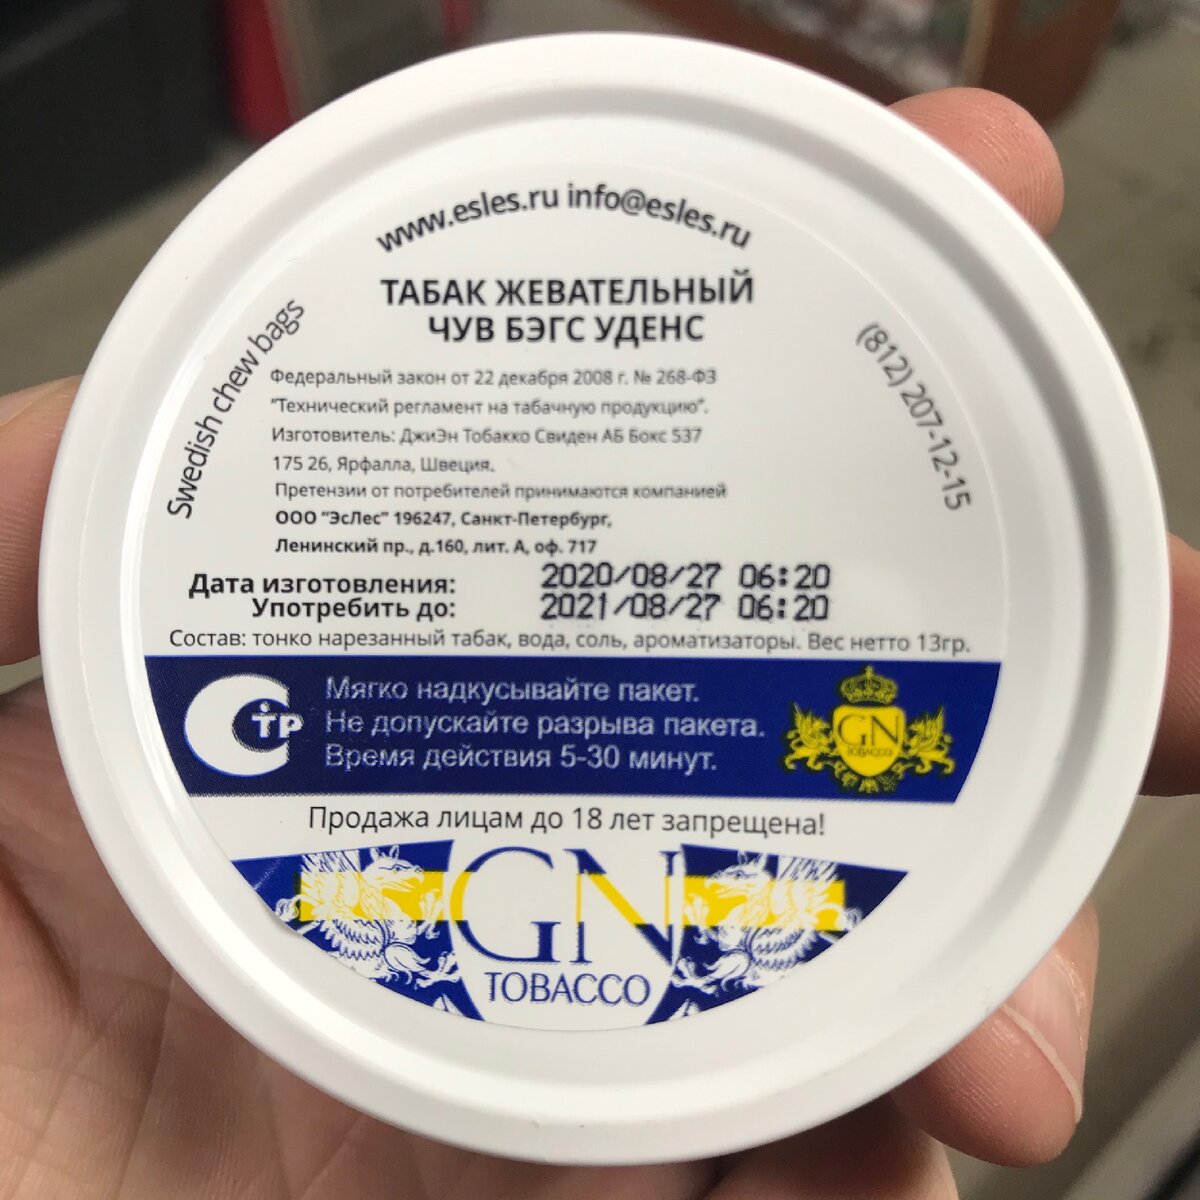 www.esles.ru info@esles.ru
Swedish chew bags
(812) 207-12-15
ТАБАК ЖЕВАТЕЛЬНЫЙ
ЧУВ БЭГС УДЕНС
Федеральный закон от 22 декабря 2008 г. № 268-ФЗ
"Технический регламент на табачную продукцию".
Изготовитель: ДжиЭн Тобакко Свиден АБ Бокс 537
175 26, Ярфалла, Швеция.
Претензии от потребителей принимаются компанией
ООО "ЭсЛес" 196247, Санкт-Петербург,
Ленинский пр., д.160, лит. А, оф. 717
Дата изготовления: 2020/08/27 06:20
Употребить до: 2021/08/27 06:20
Состав: тонко нарезанный табак, вода, соль, ароматизаторы. Вес нетто 13гр.
Мягко надкусывайте пакет.
Не допускайте разрыва пакета.
Время действия 5-30 минут.
СТР
GN
TOBACCO
Продажа лицам до 18 лет запрещена!
GN
TOBACCO